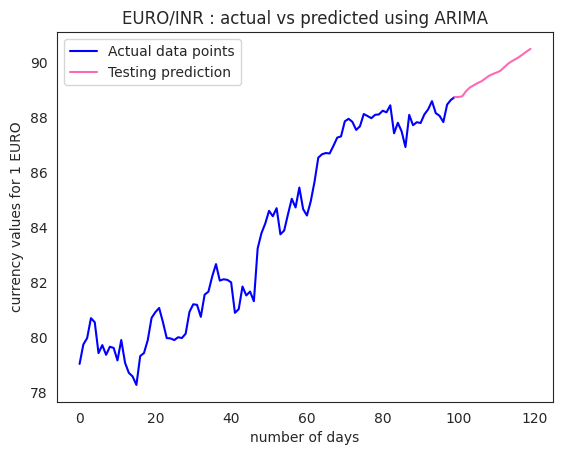 EURO/INR : actual vs predicted using ARIMA
Actual data points
Testing prediction
currency values for 1 EURO
90
88
86
84
82
80
78
0 20 40 60 80 100 120
number of days